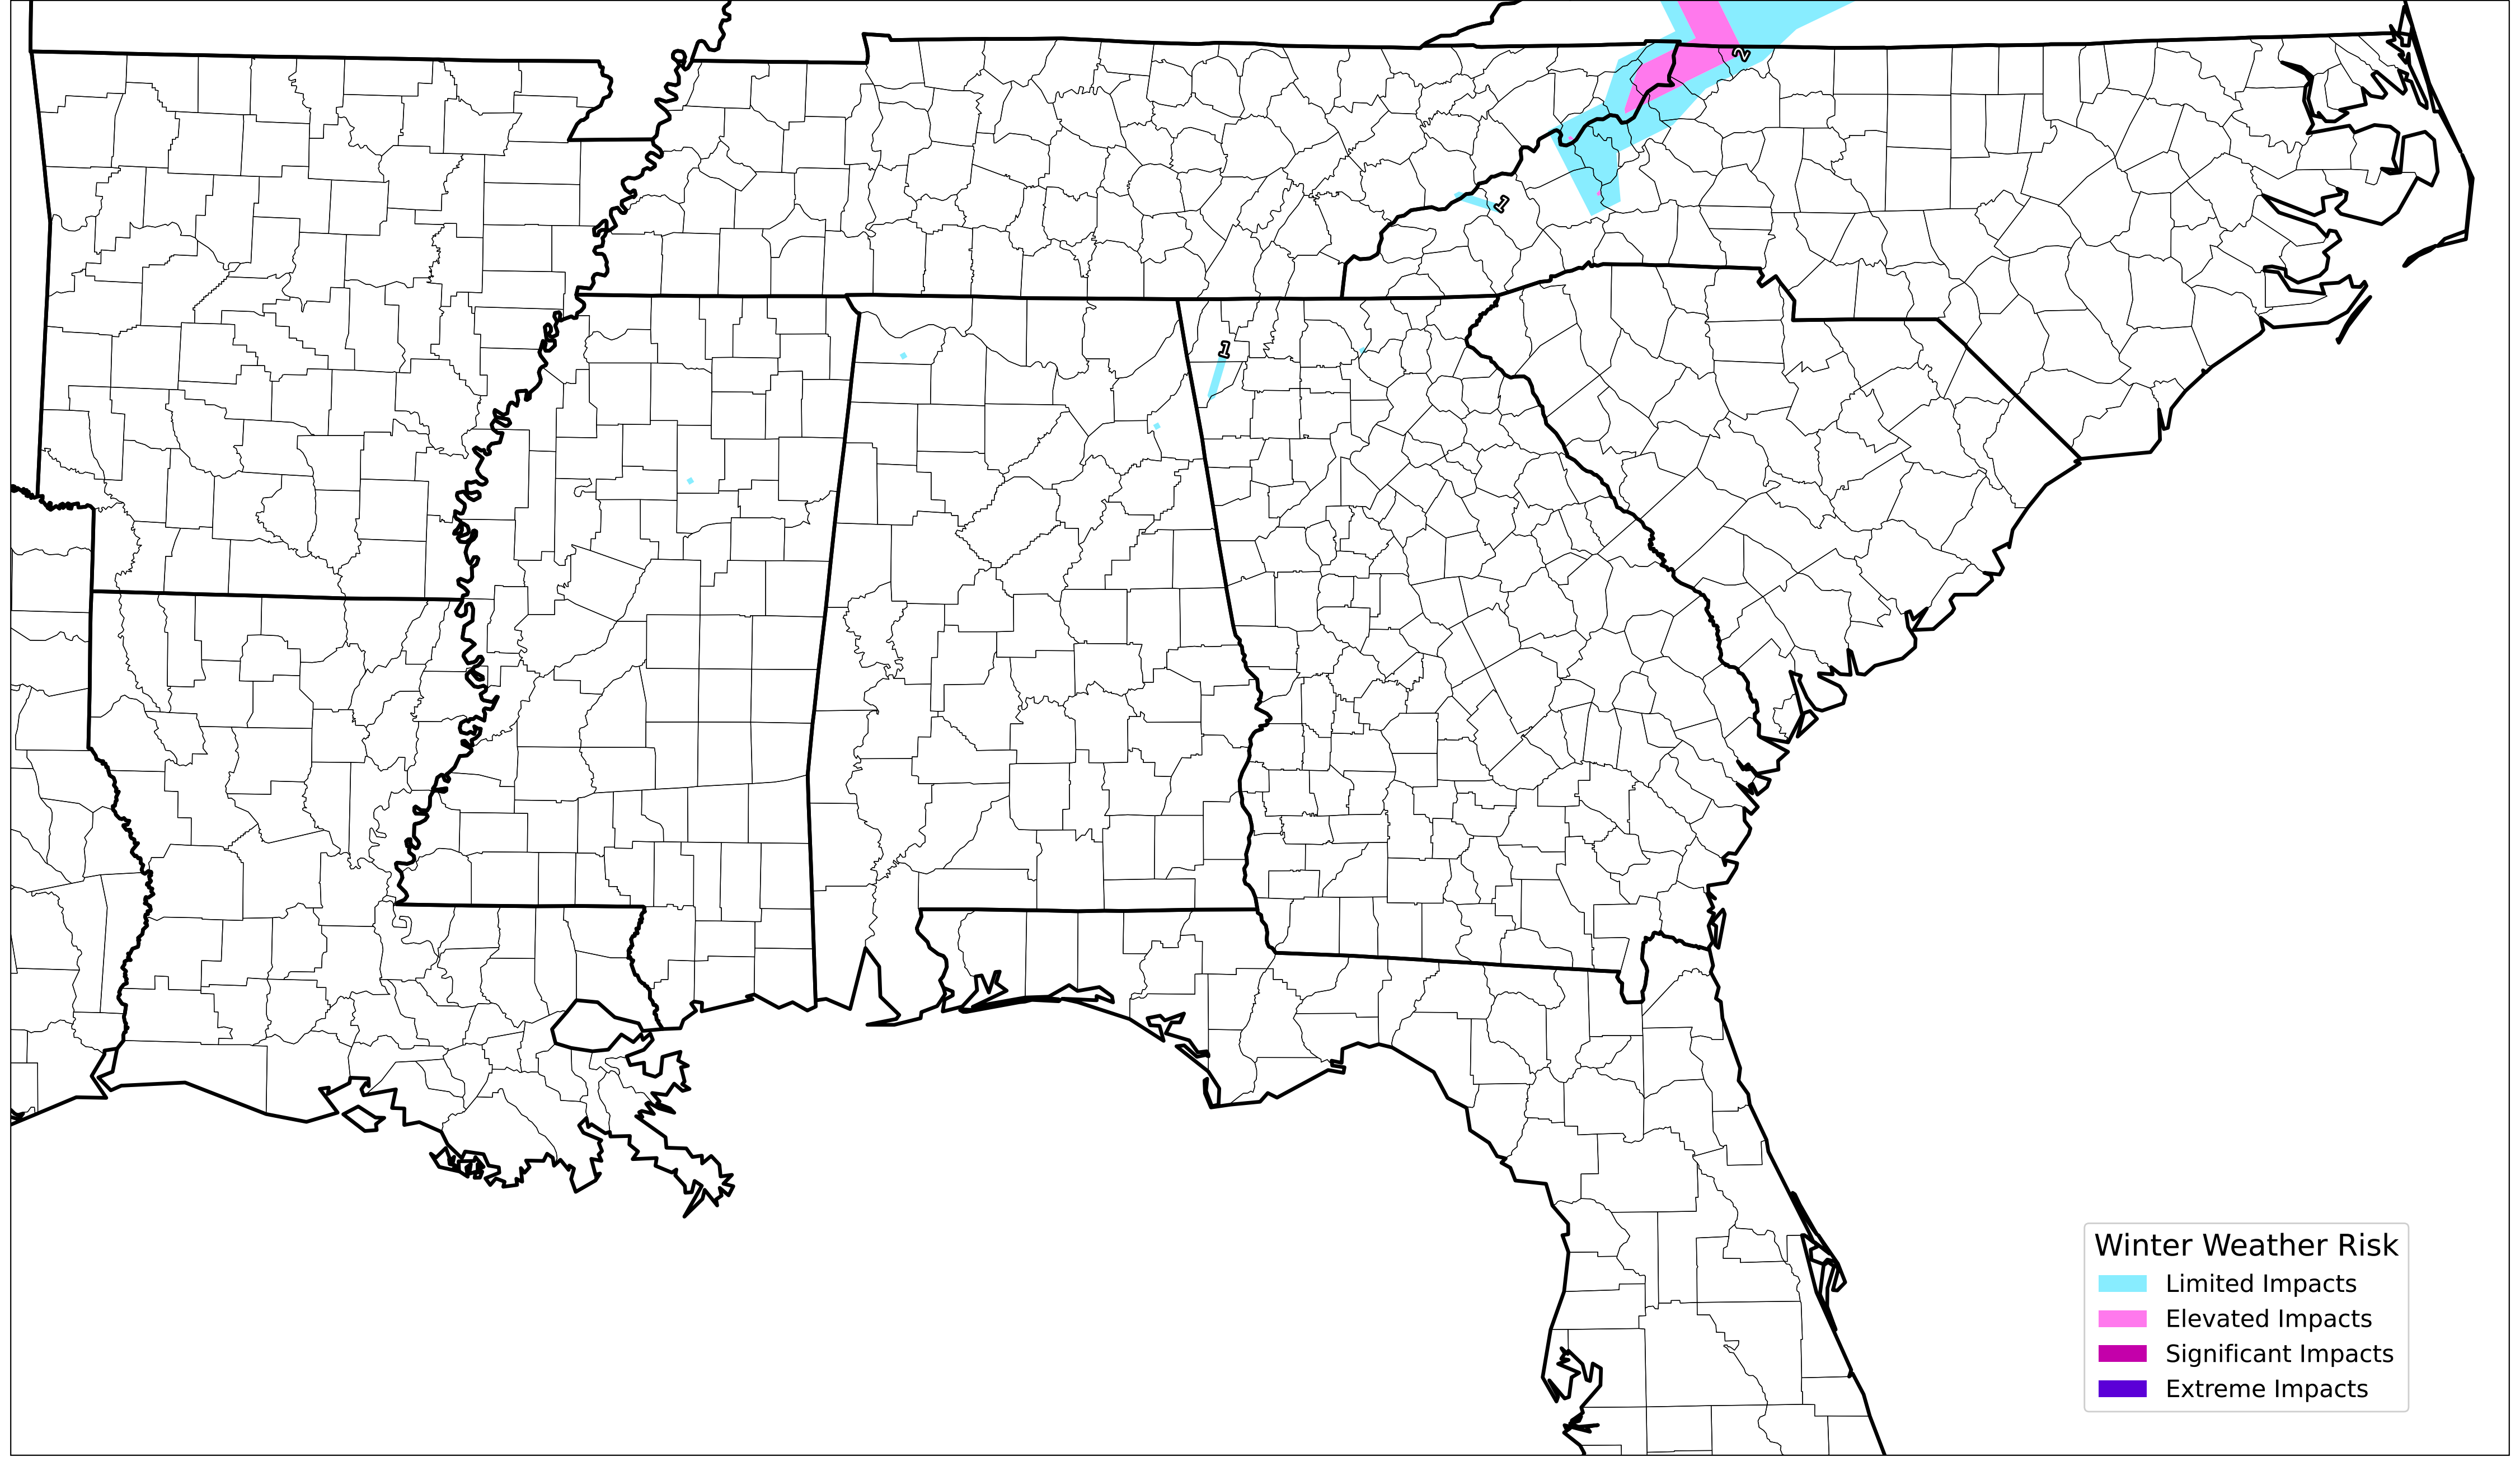 2
1
1
Winter Weather Risk
Limited Impacts
Elevated Impacts
Significant Impacts
Extreme Impacts